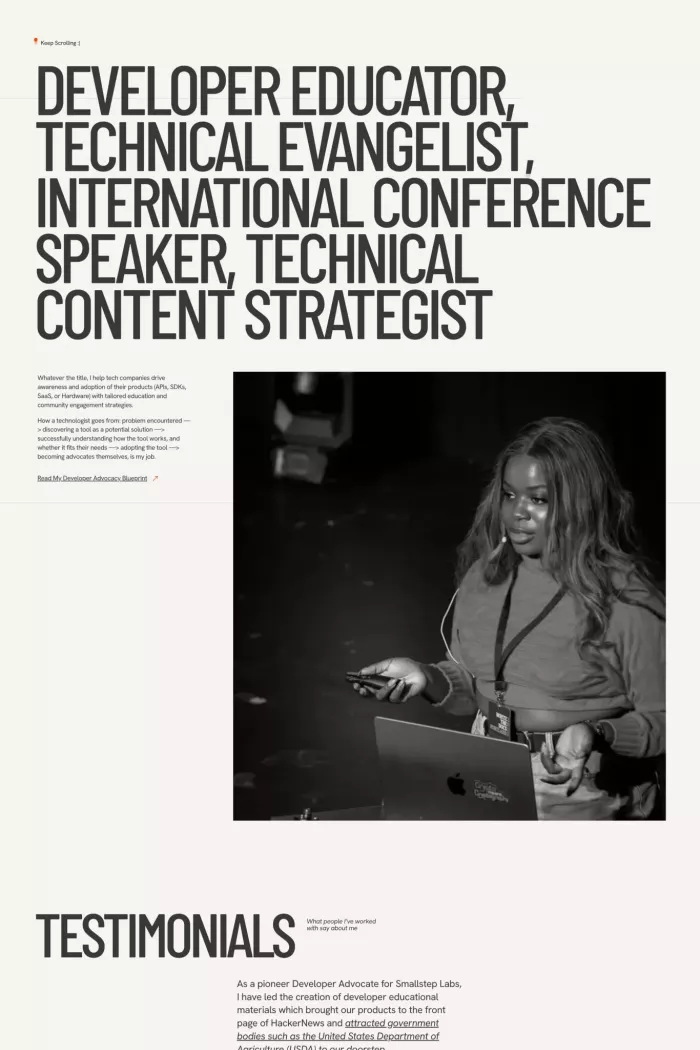 Keep Scrolling :(
DEVELOPER EDUCATOR,
TECHNICAL EVANGELIST,
INTERNATIONAL CONFERENCE
SPEAKER, TECHNICAL
CONTENT STRATEGIST
Whatever the title, I help tech companies drive
awareness and adoption of their products (APIs, SDKs,
SaaS, or Hardware) with tailored education and
community engagement strategies.
How a technologist goes from: problem encountered —
> discovering a tool as a potential solution —>
successfully understanding how the tool works, and
whether it fits their needs —> adopting the tool —>
becoming advocates themselves, is my job.
Read My Developer Advocacy Blueprint ↗
TESTIMONIALS
What people I've worked
with say about me
As a pioneer Developer Advocate for Smallstep Labs,
I have led the creation of developer educational
materials which brought our products to the front
page of HackerNews and attracted government
bodies such as the United States Department of
Agriculture (USDA) to our doorstep